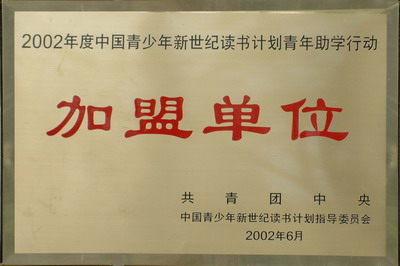 2002年度中国青少年新世纪读书计划青年助学行动
加盟单位
共青团中央
中国青少年新世纪读书计划指导委员会
2002年6月